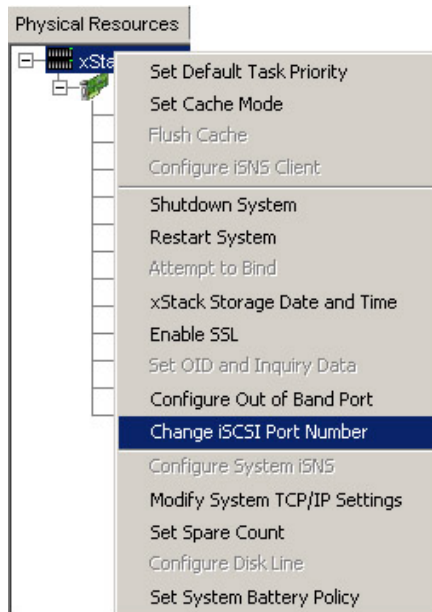 Physical Resources
xSta
Set Default Task Priority
Set Cache Mode
Flush Cache
Configure iSNS Client
Shutdown System
Restart System
Attempt to Bind
xStack Storage Date and Time
Enable SSL
Set OID and Inquiry Data
Configure Out of Band Port
Change iSCSI Port Number
Configure System iSNS
Modify System TCP/IP Settings
Set Spare Count
Configure Disk Line
Set System Battery Policy